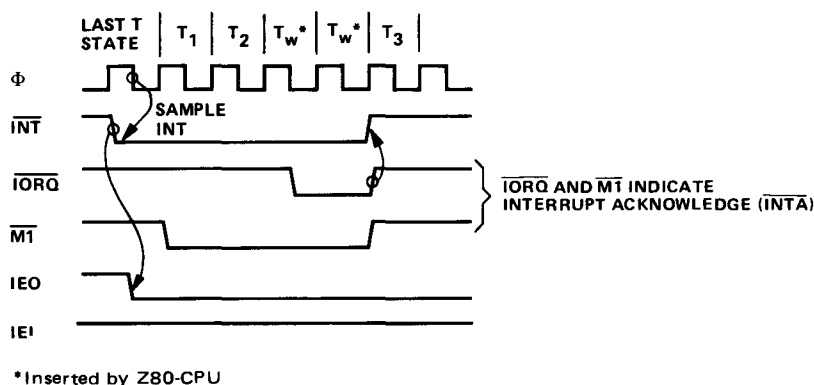 LAST T STATE T1 T2 Tw* Tw* T3
Φ
SAMPLE INT
INT
IORQ
IORQ AND M1 INDICATE
INTERRUPT ACKNOWLEDGE (INTA)
M1
IEO
IEI
*Inserted by Z80-CPU